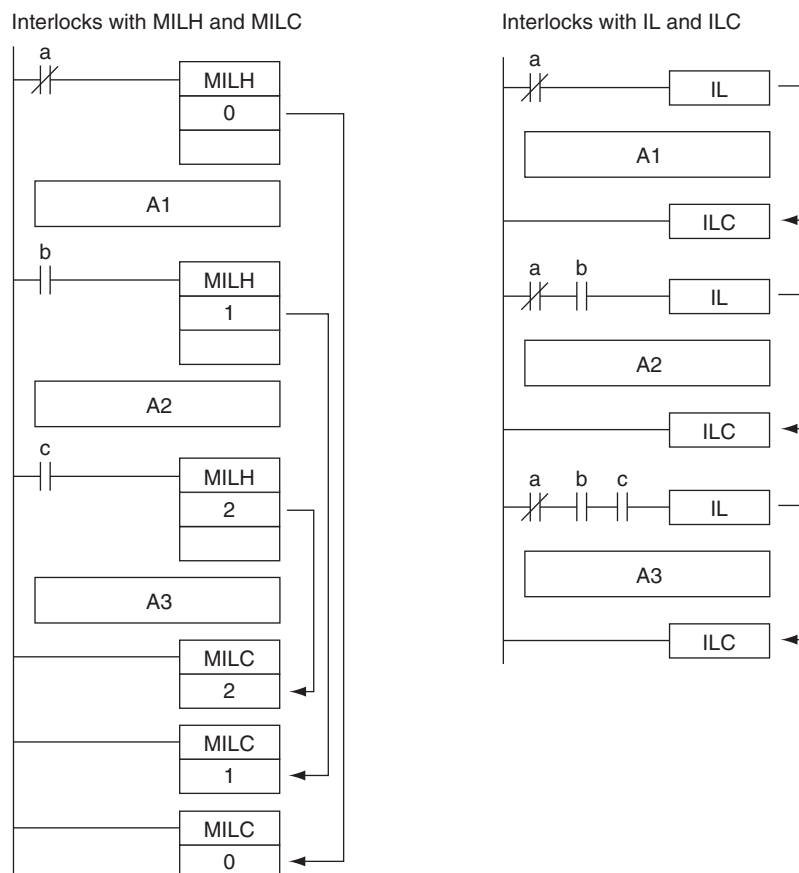 Interlocks with MILH and MILC
a
MILH
0
A1
b
MILH
1
A2
c
MILH
2
A3
MILC
2
MILC
1
MILC
0
Interlocks with IL and ILC
a
IL
A1
ILC
a b
IL
A2
ILC
a b c
IL
A3
ILC